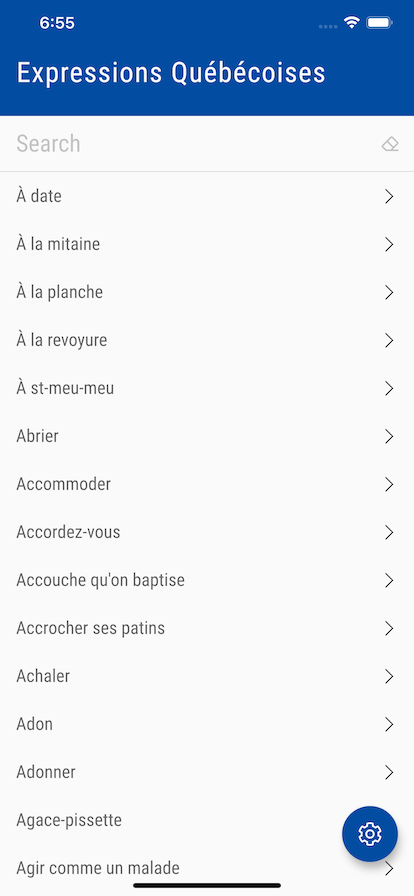 6:55
Expressions Québécoises
Search
À date
À la mitaine
À la planche
À la revoyure
À st-meu-meu
Abrier
Accommoder
Accordez-vous
Accouche qu'on baptise
Accrocher ses patins
Achaler
Adon
Adonner
Agace-pissette
Agir comme un malade